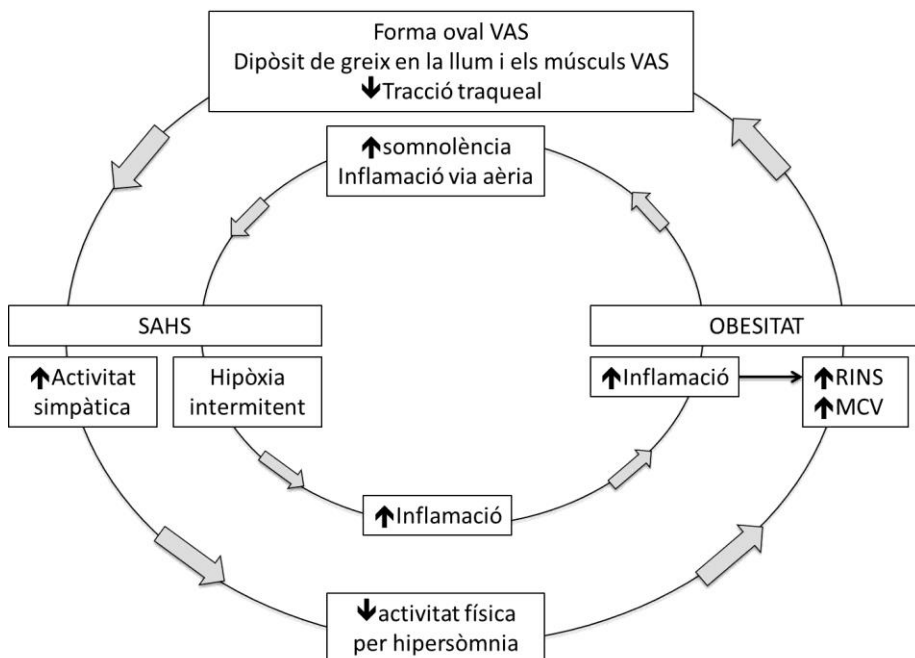 Forma oval VAS
Dipòsit de greix en la llum i els músculs VAS
🡻Tracció traqueal
🡹somnolència
Inflamació via aèria
SAHS
OBESITAT
🡹Activitat
simpàtica
Hipòxia
intermitent
🡹Inflamació
🡹RINS
🡹MCV
🡹Inflamació
🡻activitat física
per hipersòmnia